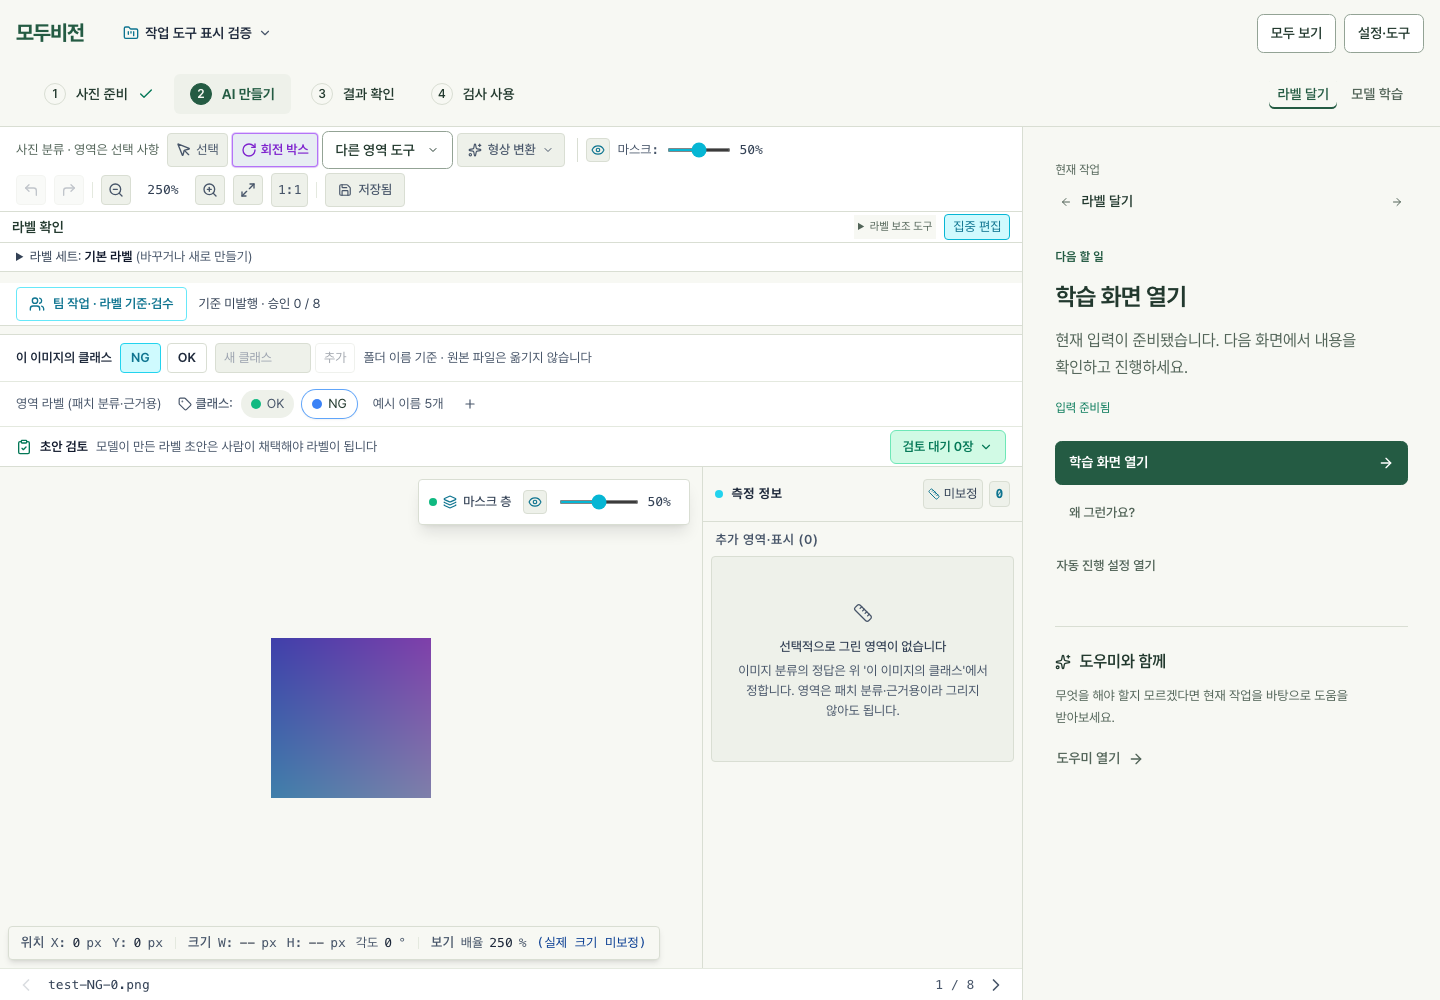 모두비전
작업 도구 표시 검증
모두 보기
설정·도구
1 사진 준비
2 AI 만들기
3 결과 확인
4 검사 사용
라벨 달기
모델 학습
사진 분류 · 영역은 선택 사항
선택
회전 박스
다른 영역 도구
형상 변환
마스크:
50%
250%
1:1
저장됨
라벨 확인
▶ 라벨 보조 도구
집중 편집
▶ 라벨 세트: 기본 라벨 (바꾸거나 새로 만들기)
팀 작업 · 라벨 기준·검수
기준 미발행 · 승인 0 / 8
이 이미지의 클래스
NG
OK
새 클래스
추가
폴더 이름 기준 · 원본 파일은 옮기지 않습니다
영역 라벨 (패치 분류·근거용)
클래스:
OK
NG
예시 이름 5개
+
초안 검토
모델이 만든 라벨 초안은 사람이 채택해야 라벨이 됩니다
검토 대기 0장
마스크 층
50%
측정 정보
미보정
0
추가 영역·표시 (0)
선택적으로 그린 영역이 없습니다
이미지 분류의 정답은 위 '이 이미지의 클래스'에서
정합니다. 영역은 패치 분류·근거용이라 그리지
않아도 됩니다.
위치 X: 0 px Y: 0 px
크기 W: -- px H: -- px 각도 0 °
보기 배율 250 % (실제 크기 미보정)
test-NG-0.png
1 / 8
현재 작업
← 라벨 달기 →
다음 할 일
학습 화면 열기
현재 입력이 준비됐습니다. 다음 화면에서 내용을
확인하고 진행하세요.
입력 준비됨
학습 화면 열기 →
왜 그런가요?
자동 진행 설정 열기
도우미와 함께
무엇을 해야 할지 모르겠다면 현재 작업을 바탕으로 도움을
받아보세요.
도우미 열기 →